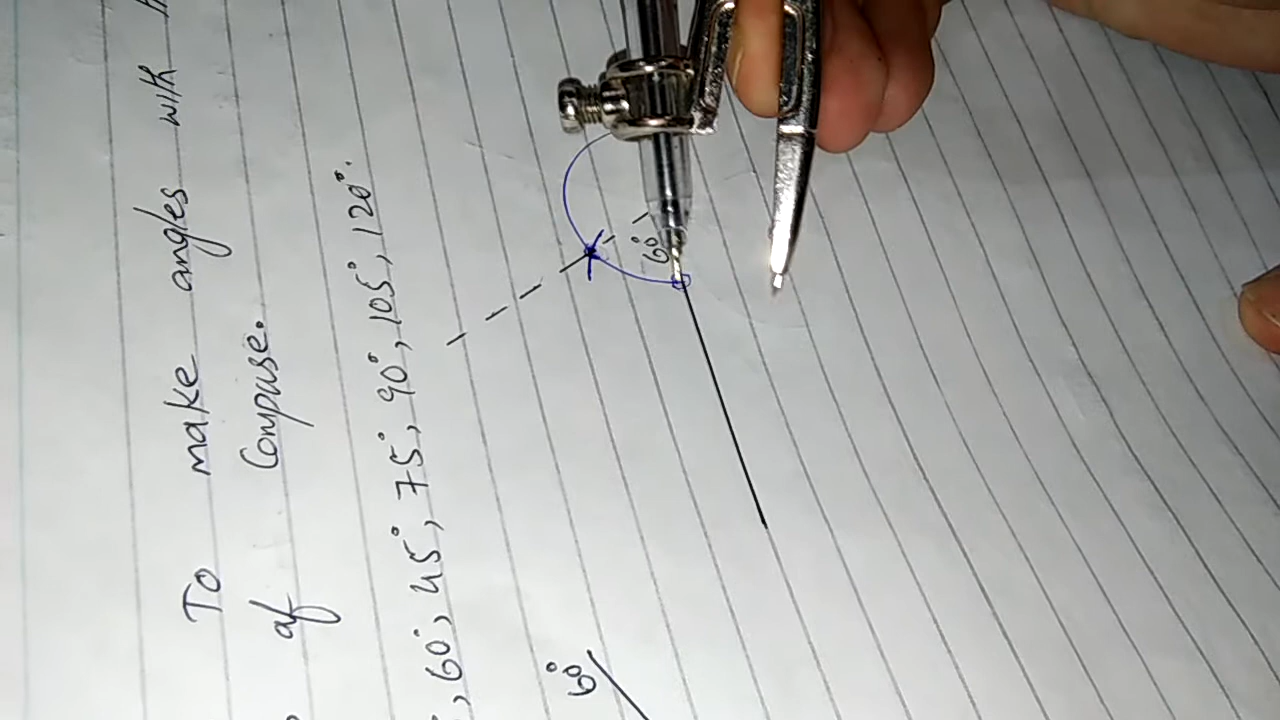 To make angles with
of Compuse.
, 60°, 45°, 75°, 90°, 105°, 120°.
60°
60°